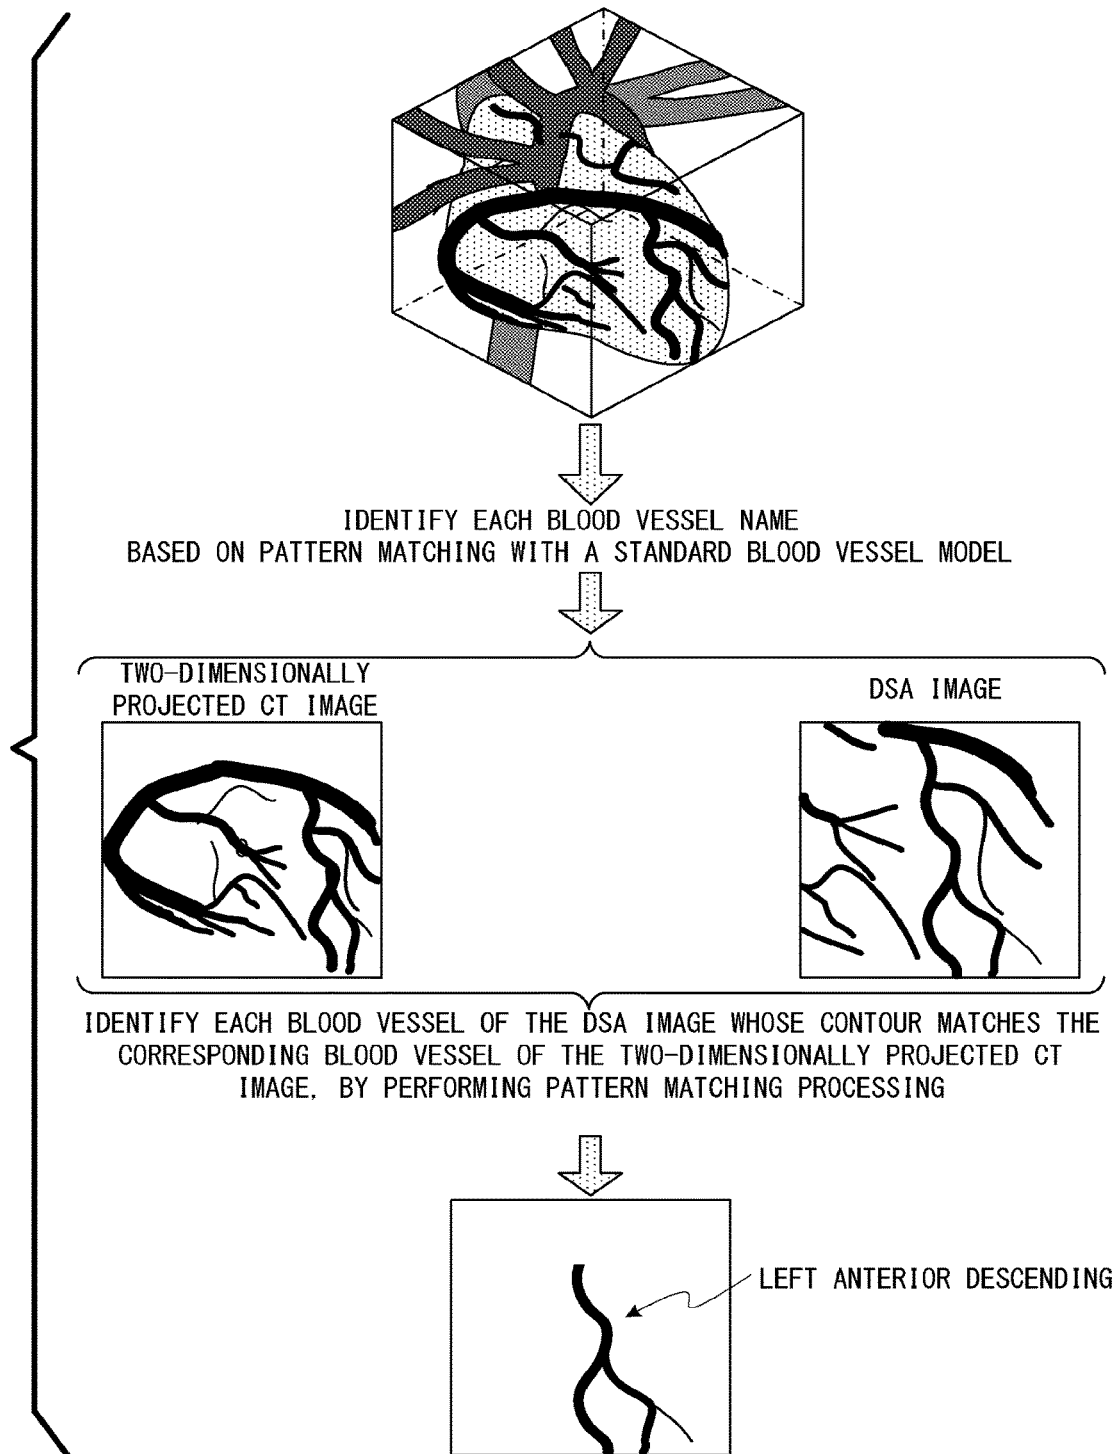 IDENTIFY EACH BLOOD VESSEL NAME
BASED ON PATTERN MATCHING WITH A STANDARD BLOOD VESSEL MODEL
TWO-DIMENSIONALLY
PROJECTED CT IMAGE
DSA IMAGE
IDENTIFY EACH BLOOD VESSEL OF THE DSA IMAGE WHOSE CONTOUR MATCHES THE
CORRESPONDING BLOOD VESSEL OF THE TWO-DIMENSIONALLY PROJECTED CT
IMAGE, BY PERFORMING PATTERN MATCHING PROCESSING
LEFT ANTERIOR DESCENDING